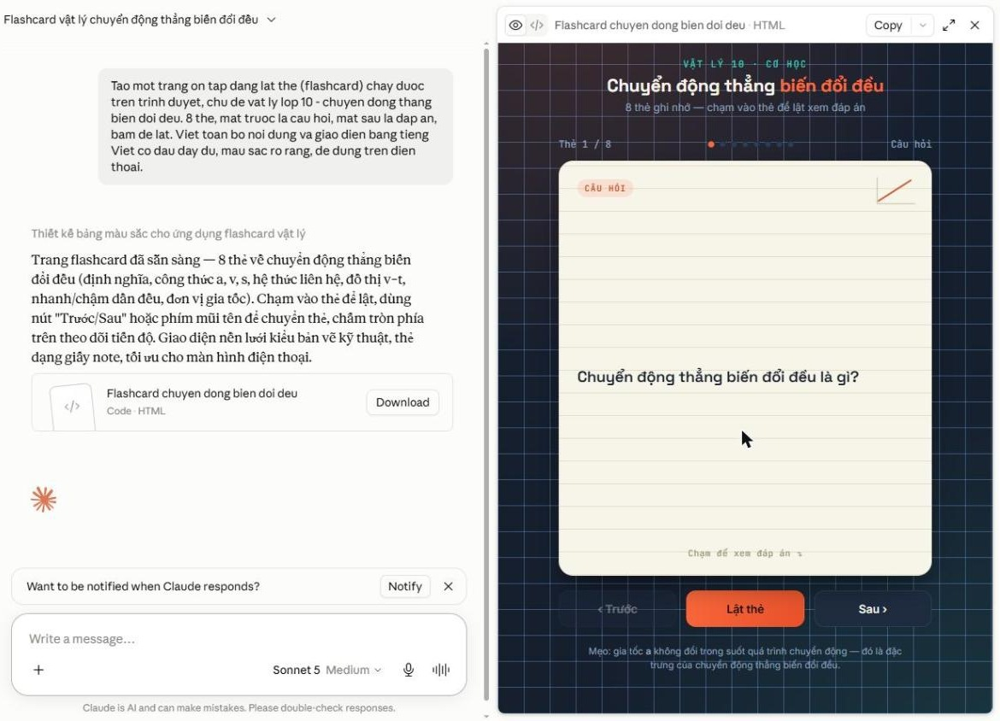 Flashcard vật lý chuyển động thẳng biến đổi đều
Tao mot trang on tap dang lat the (flashcard) chay duoc
tren trinh duyet, chu de vat ly lop 10 - chuyen dong thang
bien doi deu. 8 the, mat truoc la cau hoi, mat sau la dap an,
bam de lat. Viet toan bo noi dung va giao dien bang tieng
Viet co dau day du, mau sac ro rang, de dung tren dien
thoai.
Thiết kế bảng màu sắc cho ứng dụng flashcard vật lý
Trang flashcard đã sẵn sàng — 8 thẻ về chuyển động thẳng biến
đổi đều (định nghĩa, công thức a, v, s, hệ thức liên hệ, đồ thị v–t,
nhanh/chậm dần đều, đơn vị gia tốc). Chạm vào thẻ để lật, dùng
nút "Trước/Sau" hoặc phím mũi tên để chuyển thẻ, chấm tròn phía
trên theo dõi tiến độ. Giao diện nền lưới kiểu bản vẽ kỹ thuật, thẻ
dạng giấy note, tối ưu cho màn hình điện thoại.
Flashcard chuyen dong bien doi deu
Code · HTML
Download
Want to be notified when Claude responds?
Notify
Write a message...
Sonnet 5 Medium
Claude is AI and can make mistakes. Please double-check responses.
Flashcard chuyen dong bien doi deu · HTML
Copy
VẬT LÝ 10 · CƠ HỌC
Chuyển động thẳng biến đổi đều
8 thẻ ghi nhớ — chạm vào thẻ để lật xem đáp án
Thẻ 1 / 8
Câu hỏi
CÂU HỎI
Chuyển động thẳng biến đổi đều là gì?
Chạm để xem đáp án ↴
‹ Trước
Lật thẻ
Sau ›
Mẹo: gia tốc a không đổi trong suốt quá trình chuyển động — đó là đặc
trưng của chuyển động thẳng biến đổi đều.